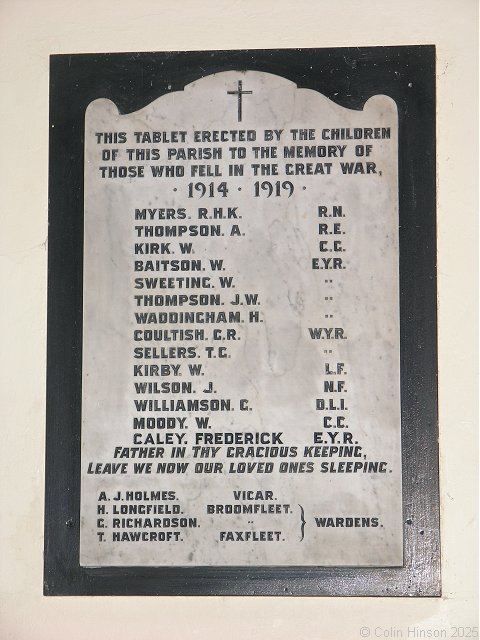 THIS TABLET ERECTED BY THE CHILDREN
OF THIS PARISH TO THE MEMORY OF
THOSE WHO FELL IN THE GREAT WAR,
· 1914 · 1919 ·
MYERS. R.H.K. R.N.
THOMPSON. A. R.E.
KIRK. W. C.G.
BAITSON. W. E.Y.R.
SWEETING. W. "
THOMPSON. J.W. "
WADDINGHAM. H. "
COULTISH. G.R. W.Y.R.
SELLERS. T.G. "
KIRBY. W. L.F.
WILSON. J. N.F.
WILLIAMSON. G. D.L.I.
MOODY. W. C.G.
CALEY. FREDERICK E.Y.R.
FATHER IN THY GRACIOUS KEEPING,
LEAVE WE NOW OUR LOVED ONES SLEEPING.
A. J. HOLMES. VICAR.
H. LONGFIELD. BROOMFLEET.
G. RICHARDSON. " } WARDENS.
T. HAWCROFT. FAXFLEET.
© Colin Hinson 2025